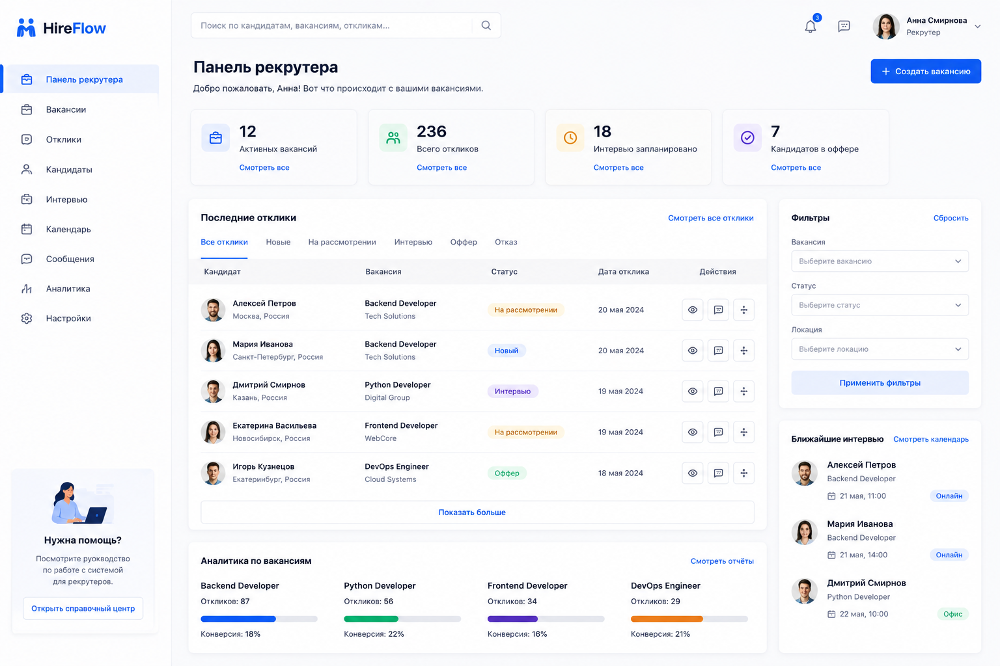 HireFlow
Панель рекрутера
Вакансии
Отклики
Кандидаты
Интервью
Календарь
Сообщения
Аналитика
Настройки
Нужна помощь?
Посмотрите руководство
по работе с системой
для рекрутеров.
Открыть справочный центр
Поиск по кандидатам, вакансиям, откликам...
3
Анна Смирнова
Рекрутер
Панель рекрутера
Добро пожаловать, Анна! Вот что происходит с вашими вакансиями.
+ Создать вакансию
12
Активных вакансий
Смотреть все
236
Всего откликов
Смотреть все
18
Интервью запланировано
Смотреть все
7
Кандидатов в оффере
Смотреть все
Последние отклики
Смотреть все отклики
Все отклики Новые На рассмотрении Интервью Оффер Отказ
Кандидат Вакансия Статус Дата отклика Действия
Алексей Петров
Москва, Россия
Backend Developer
Tech Solutions
На рассмотрении
20 мая 2024
Мария Иванова
Санкт-Петербург, Россия
Backend Developer
Tech Solutions
Новый
20 мая 2024
Дмитрий Смирнов
Казань, Россия
Python Developer
Digital Group
Интервью
19 мая 2024
Екатерина Васильева
Новосибирск, Россия
Frontend Developer
WebCore
На рассмотрении
19 мая 2024
Игорь Кузнецов
Екатеринбург, Россия
DevOps Engineer
Cloud Systems
Оффер
18 мая 2024
Показать больше
Аналитика по вакансиям
Смотреть отчёты
Backend Developer
Откликов: 87
Конверсия: 18%
Python Developer
Откликов: 56
Конверсия: 22%
Frontend Developer
Откликов: 34
Конверсия: 16%
DevOps Engineer
Откликов: 29
Конверсия: 21%
Фильтры
Сбросить
Вакансия
Выберите вакансию
Статус
Выберите статус
Локация
Выберите локацию
Применить фильтры
Ближайшие интервью
Смотреть календарь
Алексей Петров
Backend Developer
21 мая, 11:00
Онлайн
Мария Иванова
Backend Developer
21 мая, 14:00
Онлайн
Дмитрий Смирнов
Python Developer
22 мая, 10:00
Офис